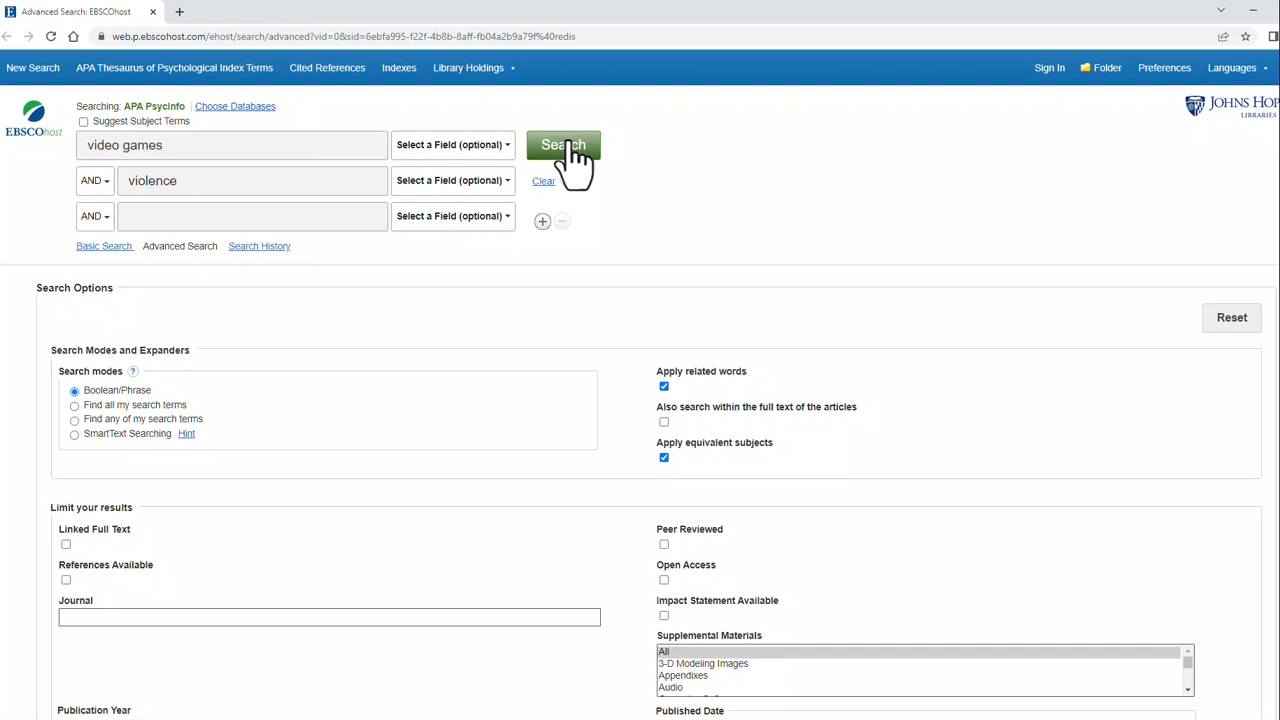 Advanced Search: EBSCOhost
web.p.ebscohost.com/ehost/search/advanced?vid=0&sid=6ebfa995-f22f-4b8b-8aff-fb04a2b9a79f%40redis
New Search APA Thesaurus of Psychological Index Terms Cited References Indexes Library Holdings Sign In Folder Preferences Languages
Searching: APA PsycInfo Choose Databases
Suggest Subject Terms
EBSCOhost
JOHNS HOP
LIBRARIES
video games Select a Field (optional) Search
AND violence Select a Field (optional) Clear
AND Select a Field (optional)
Basic Search Advanced Search Search History
Search Options
Reset
Search Modes and Expanders
Search modes ?
Boolean/Phrase
Find all my search terms
Find any of my search terms
SmartText Searching Hint
Apply related words
Also search within the full text of the articles
Apply equivalent subjects
Limit your results
Linked Full Text
References Available
Journal
Peer Reviewed
Open Access
Impact Statement Available
Supplemental Materials
All
3-D Modeling Images
Appendixes
Audio
Publication Year
Published Date